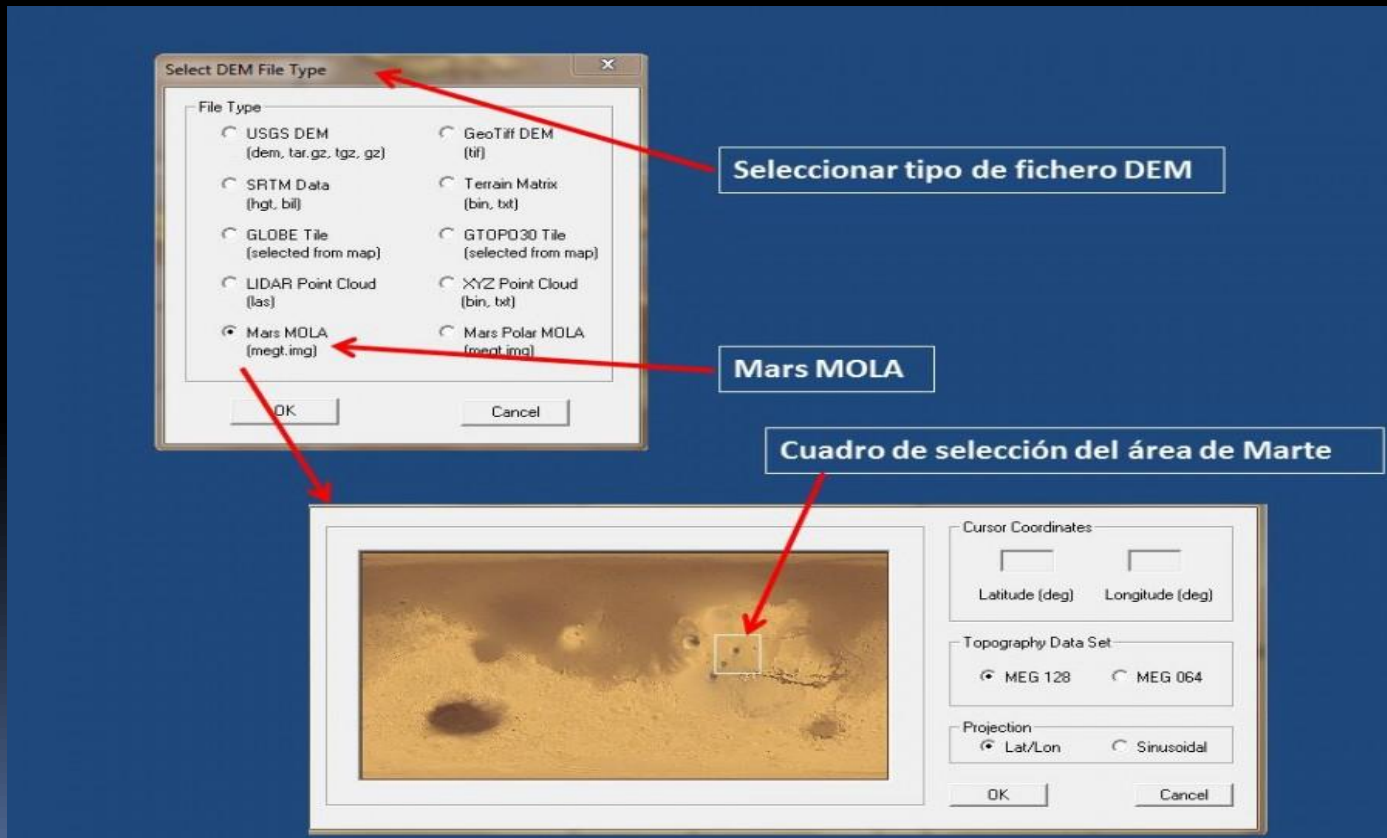 Select DEM File Type
File Type
USGS DEM
(dem, tar.gz, tgz, gz)
GeoTiff DEM
(tif)
SRTM Data
(hgt, bil)
Terrain Matrix
(bin, txt)
GLOBE Tile
(selected from map)
GTOPO30 Tile
(selected from map)
LIDAR Point Cloud
(las)
XYZ Point Cloud
(bin, txt)
Mars MOLA
(megt.img)
Mars Polar MOLA
(megt.img)
OK
Cancel
Seleccionar tipo de fichero DEM
Mars MOLA
Cuadro de selección del área de Marte
Cursor Coordinates
Latitude (deg)
Longitude (deg)
Topography Data Set
MEG 128
MEG 064
Projection
Lat/Lon
Sinusoidal
OK
Cancel